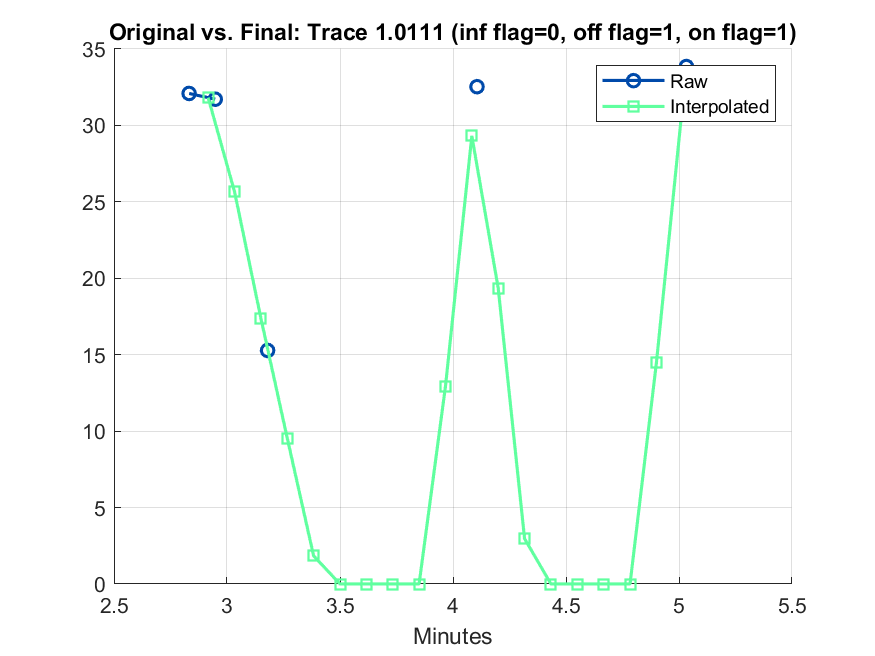 Original vs. Final: Trace 1.0111 (inf flag=0, off flag=1, on flag=1)
35
30
25
20
15
10
5
0
Raw
Interpolated
2.5 3 3.5 4 4.5 5 5.5
Minutes